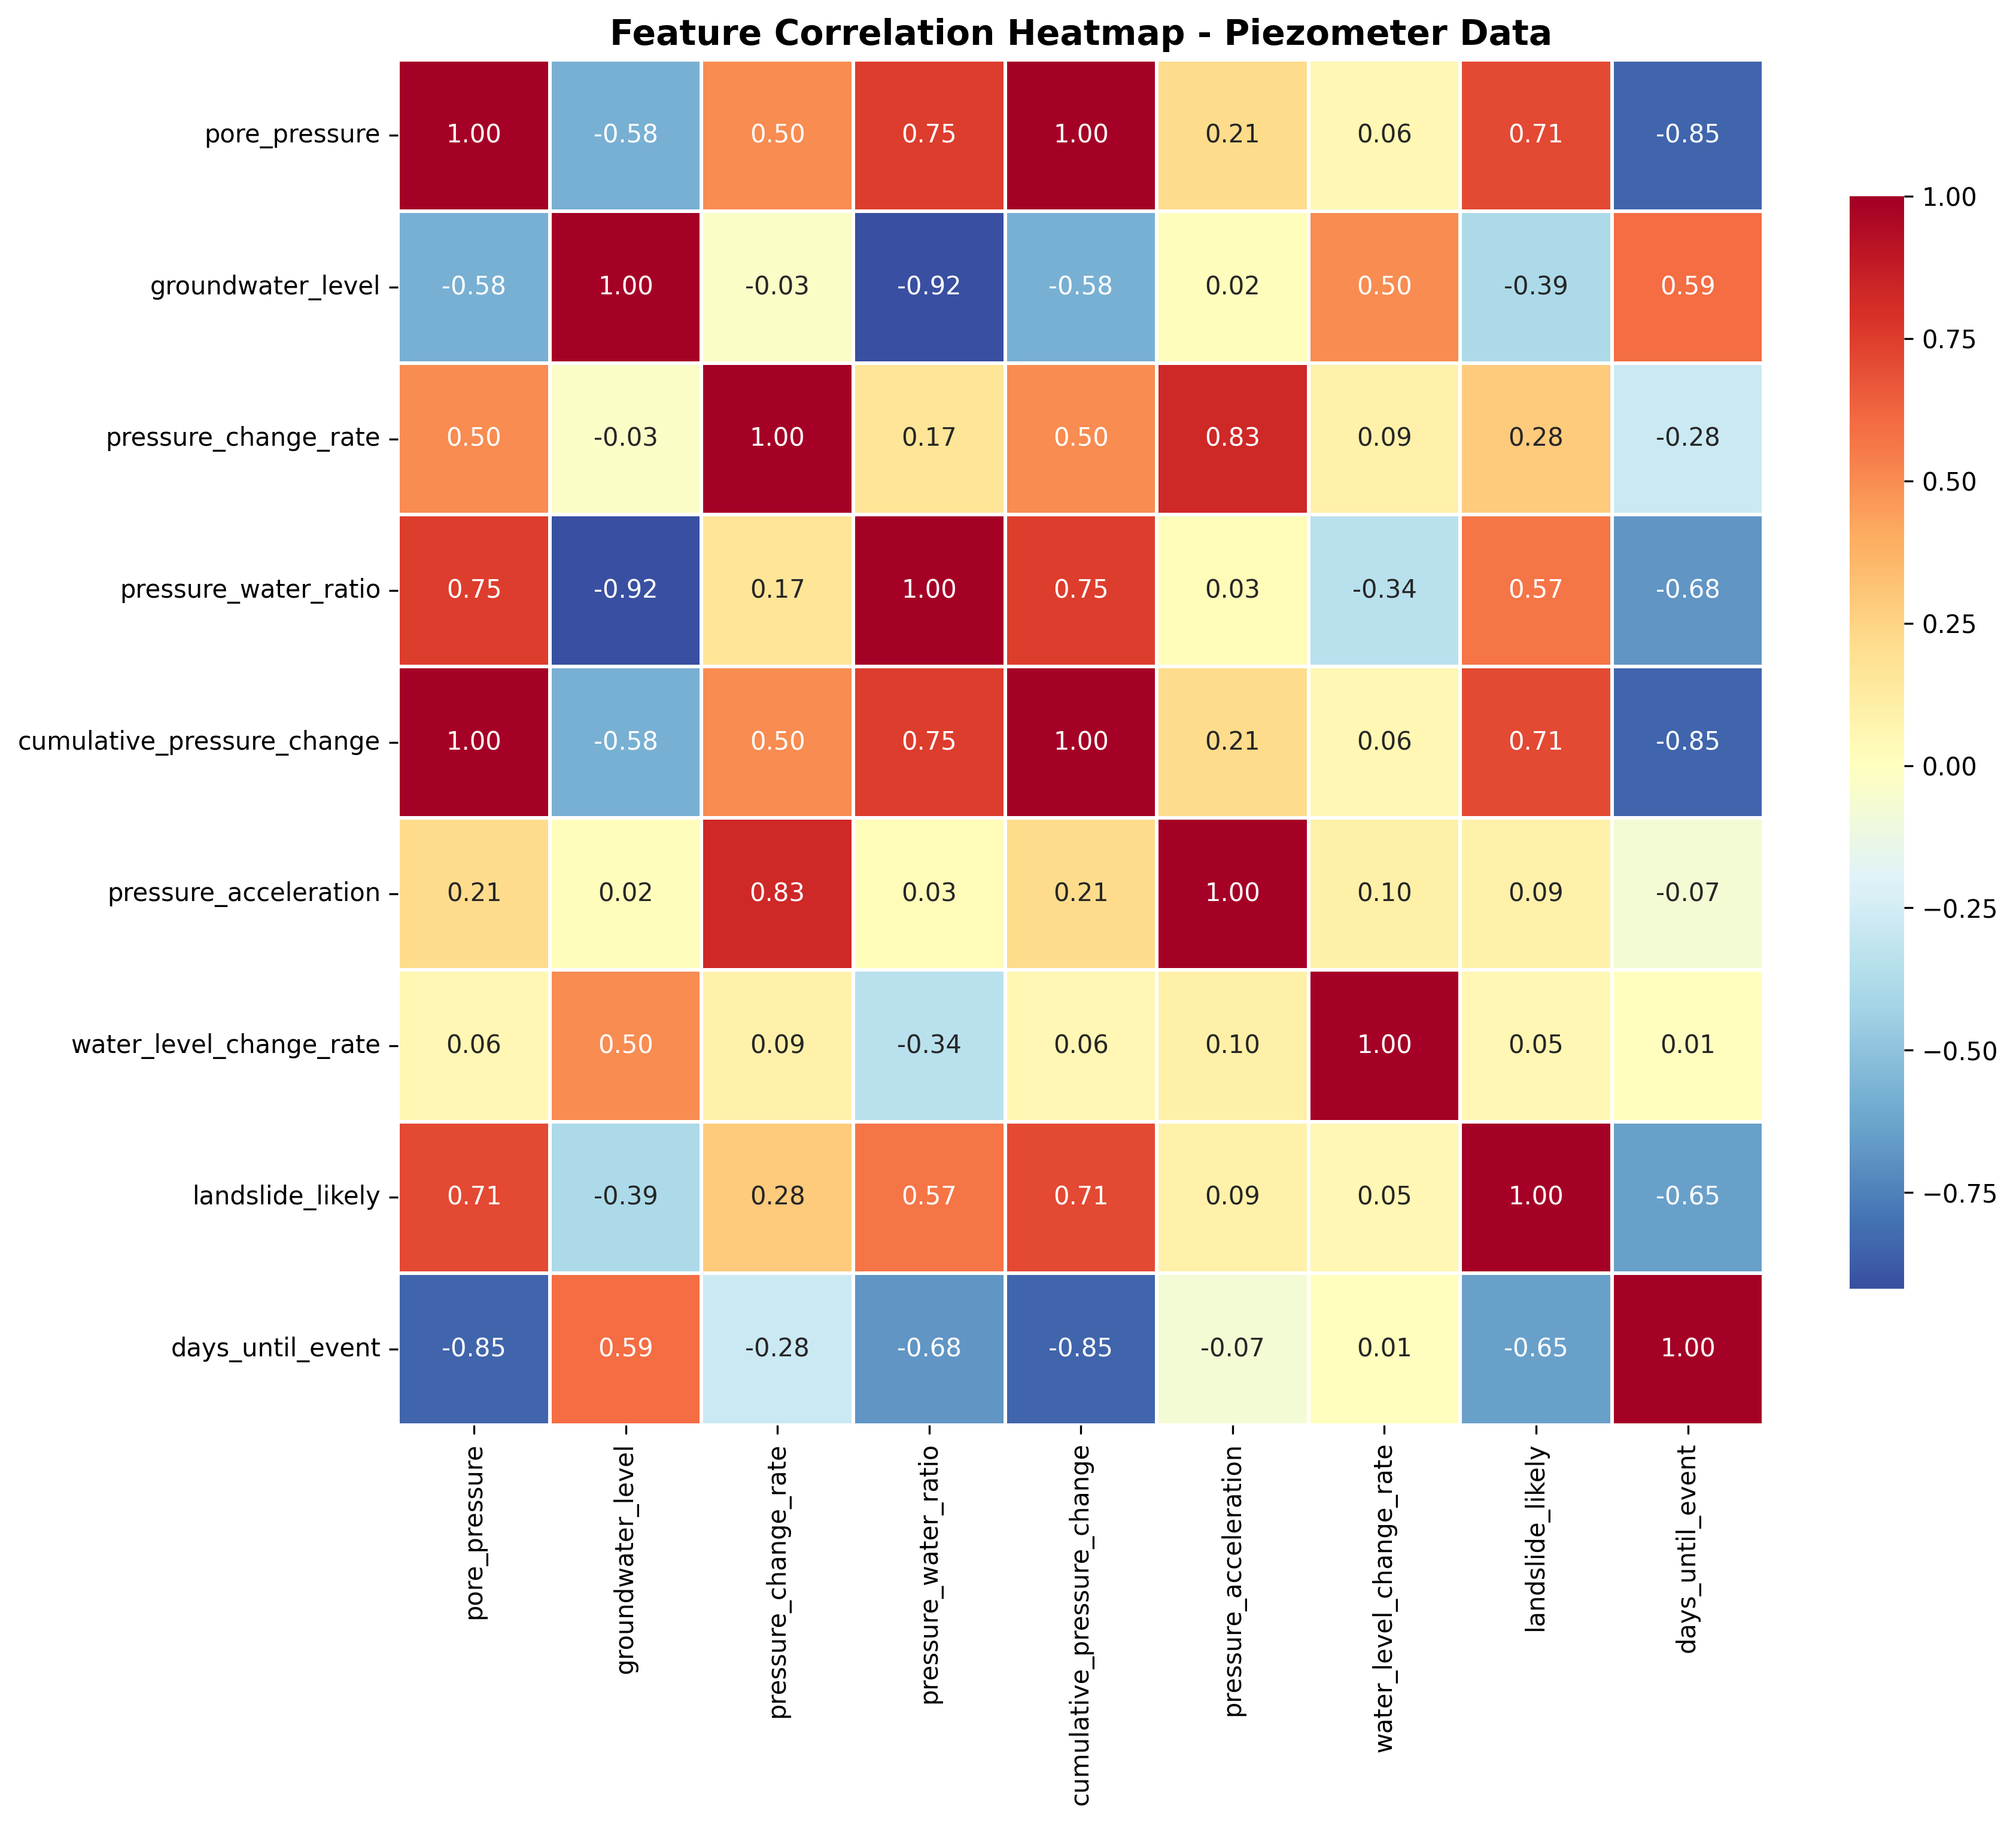 Feature Correlation Heatmap - Piezometer Data
pore_pressure 1.00 -0.58 0.50 0.75 1.00 0.21 0.06 0.71 -0.85
groundwater_level -0.58 1.00 -0.03 -0.92 -0.58 0.02 0.50 -0.39 0.59
pressure_change_rate 0.50 -0.03 1.00 0.17 0.50 0.83 0.09 0.28 -0.28
pressure_water_ratio 0.75 -0.92 0.17 1.00 0.75 0.03 -0.34 0.57 -0.68
cumulative_pressure_change 1.00 -0.58 0.50 0.75 1.00 0.21 0.06 0.71 -0.85
pressure_acceleration 0.21 0.02 0.83 0.03 0.21 1.00 0.10 0.09 -0.07
water_level_change_rate 0.06 0.50 0.09 -0.34 0.06 0.10 1.00 0.05 0.01
landslide_likely 0.71 -0.39 0.28 0.57 0.71 0.09 0.05 1.00 -0.65
days_until_event -0.85 0.59 -0.28 -0.68 -0.85 -0.07 0.01 -0.65 1.00
pore_pressure
groundwater_level
pressure_change_rate
pressure_water_ratio
cumulative_pressure_change
pressure_acceleration
water_level_change_rate
landslide_likely
days_until_event
1.00
0.75
0.50
0.25
0.00
−0.25
−0.50
−0.75